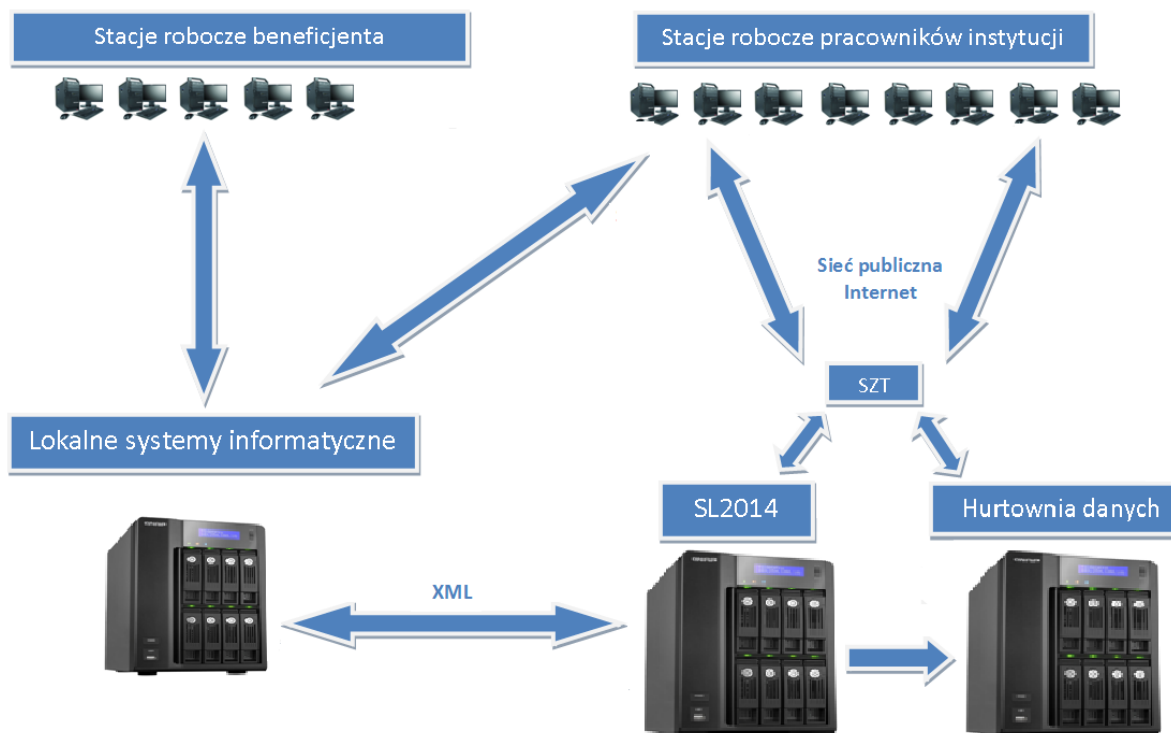 Stacje robocze beneficjenta
Stacje robocze pracowników instytucji
Sieć publiczna
Internet
SZT
Lokalne systemy informatyczne
SL2014
Hurtownia danych
XML